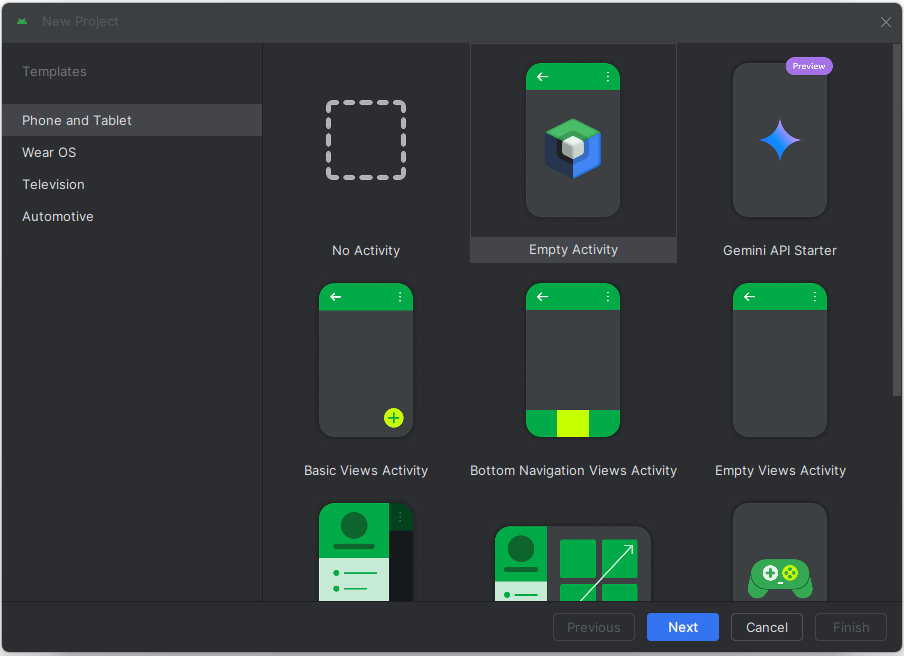 New Project
Templates
Phone and Tablet
Wear OS
Television
Automotive
No Activity
Empty Activity
Preview
Gemini API Starter
Basic Views Activity
Bottom Navigation Views Activity
Empty Views Activity
Previous
Next
Cancel
Finish